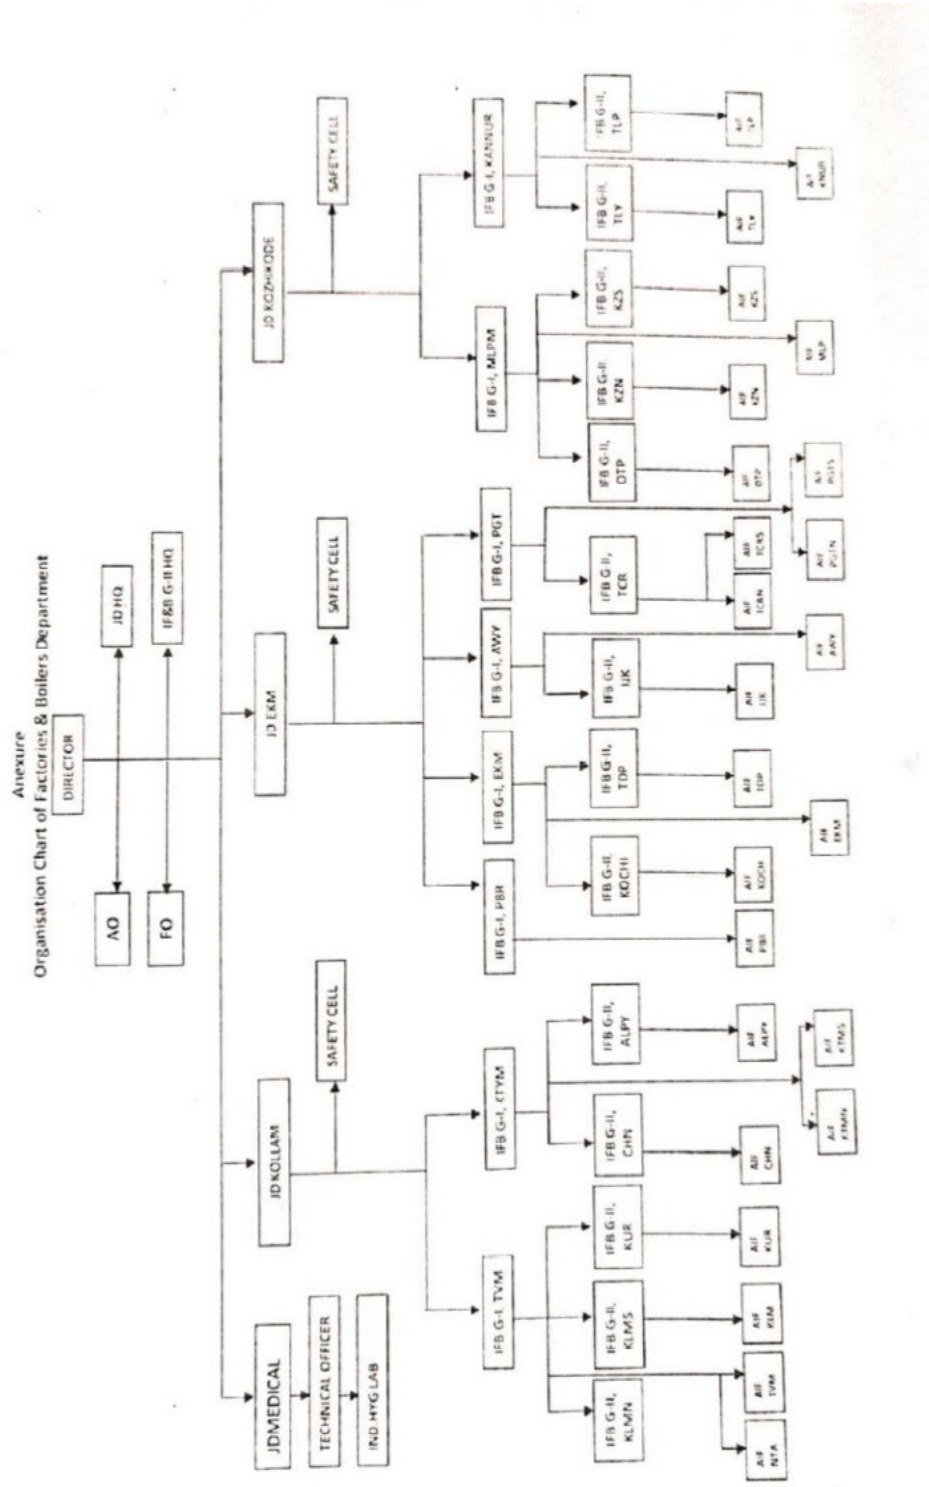 Anexure
Organisation Chart of Factories & Boilers Department
DIRECTOR
AO
JD HQ
FO
IF&B G-II HQ
JDMEDICAL
JD KOLLAM
JD EKM
JD KOZHIKODE
TECHNICAL OFFICER
SAFETY CELL
SAFETY CELL
SAFETY CELL
IND.HYG LAB
IFB G-I, TVM
IFB G-I, KTYM
IFB G-I, PBR
IFB G-I, EKM
IFB G-I, AWY
IFB G-I, PGT
IFB G-I, MLPM
IFB G-I, KANNUR
IFB G-II,
KLMN
IFB G-II,
KLMS
IFB G-II,
KUR
IFB G-II,
CHN
IFB G-II,
ALPY
IFB G-II,
KOCHI
IFB G-II,
TDP
IFB G-II,
IJK
IFB G-II,
TCR
IFB G-II,
OTP
IFB G-II,
KZN
IFB G-II,
KZS
IFB G-II,
TLY
IFB G-II,
TLP
AIF
NTA
AIF
TVM
AIF
KLM
AIF
KUR
AIF
CHN
AIF
ALPY
AIF
PBR
AIF
KOCH
AIF
TDP
AIF
IJK
AIF
TCRN
AIF
TCRS
AIF
OTP
AIF
KZN
AIF
KZS
AIF
TLY
AIF
TLP
AIF
KTMN
AIF
KTMS
AIF
EKM
AIF
AWY
AIF
PGTN
AIF
PGTS
AIF
MLP
AIF
KNUR